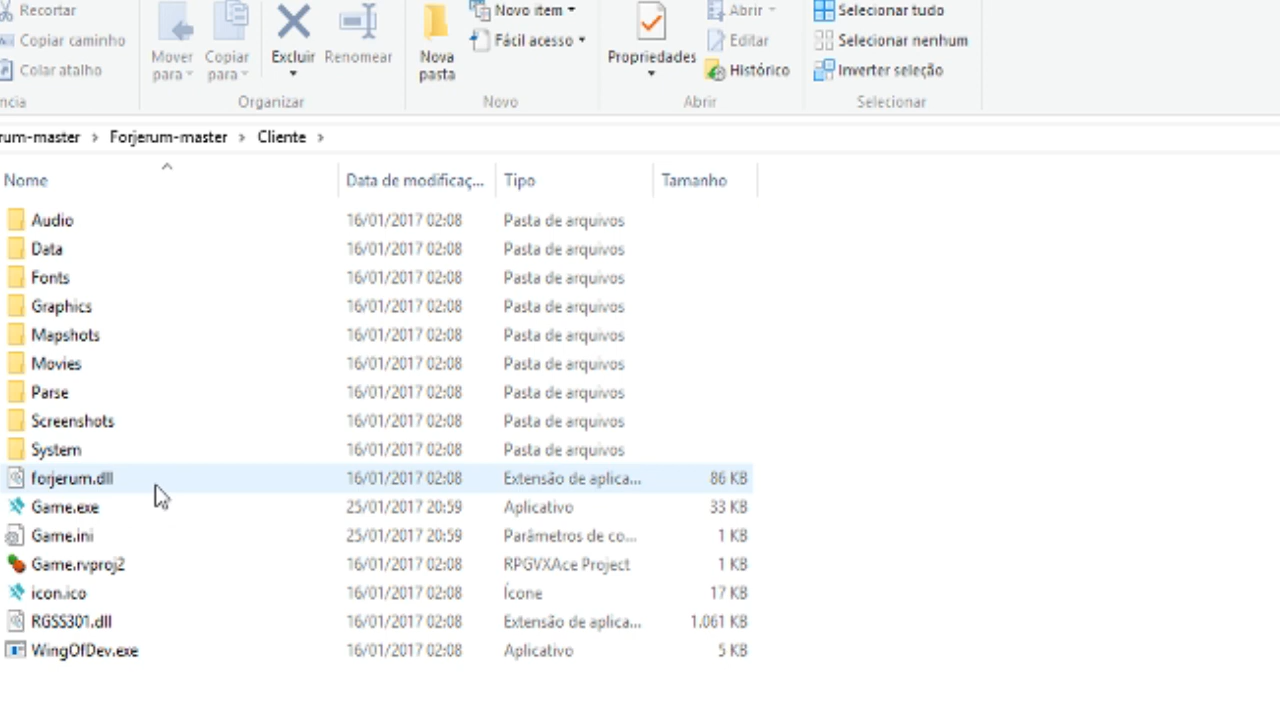 Recortar
Copiar caminho
Colar atalho
ncia
Mover para
Copiar para
Excluir
Renomear
Organizar
Nova pasta
Novo item
Fácil acesso
Novo
Propriedades
Abrir
Editar
Histórico
Abrir
Selecionar tudo
Selecionar nenhum
Inverter seleção
Selecionar
rum-master > Forjerum-master > Cliente >
Nome Data de modificaç... Tipo Tamanho
Audio 16/01/2017 02:08 Pasta de arquivos
Data 16/01/2017 02:08 Pasta de arquivos
Fonts 16/01/2017 02:08 Pasta de arquivos
Graphics 16/01/2017 02:08 Pasta de arquivos
Mapshots 16/01/2017 02:08 Pasta de arquivos
Movies 16/01/2017 02:08 Pasta de arquivos
Parse 16/01/2017 02:08 Pasta de arquivos
Screenshots 16/01/2017 02:08 Pasta de arquivos
System 16/01/2017 02:08 Pasta de arquivos
forjerum.dll 16/01/2017 02:08 Extensão de aplica... 86 KB
Game.exe 25/01/2017 20:59 Aplicativo 33 KB
Game.ini 25/01/2017 20:59 Parâmetros de co... 1 KB
Game.rvproj2 16/01/2017 02:08 RPGVXAce Project 1 KB
icon.ico 16/01/2017 02:08 Ícone 17 KB
RGSS301.dll 16/01/2017 02:08 Extensão de aplica... 1.061 KB
WingOfDev.exe 16/01/2017 02:08 Aplicativo 5 KB